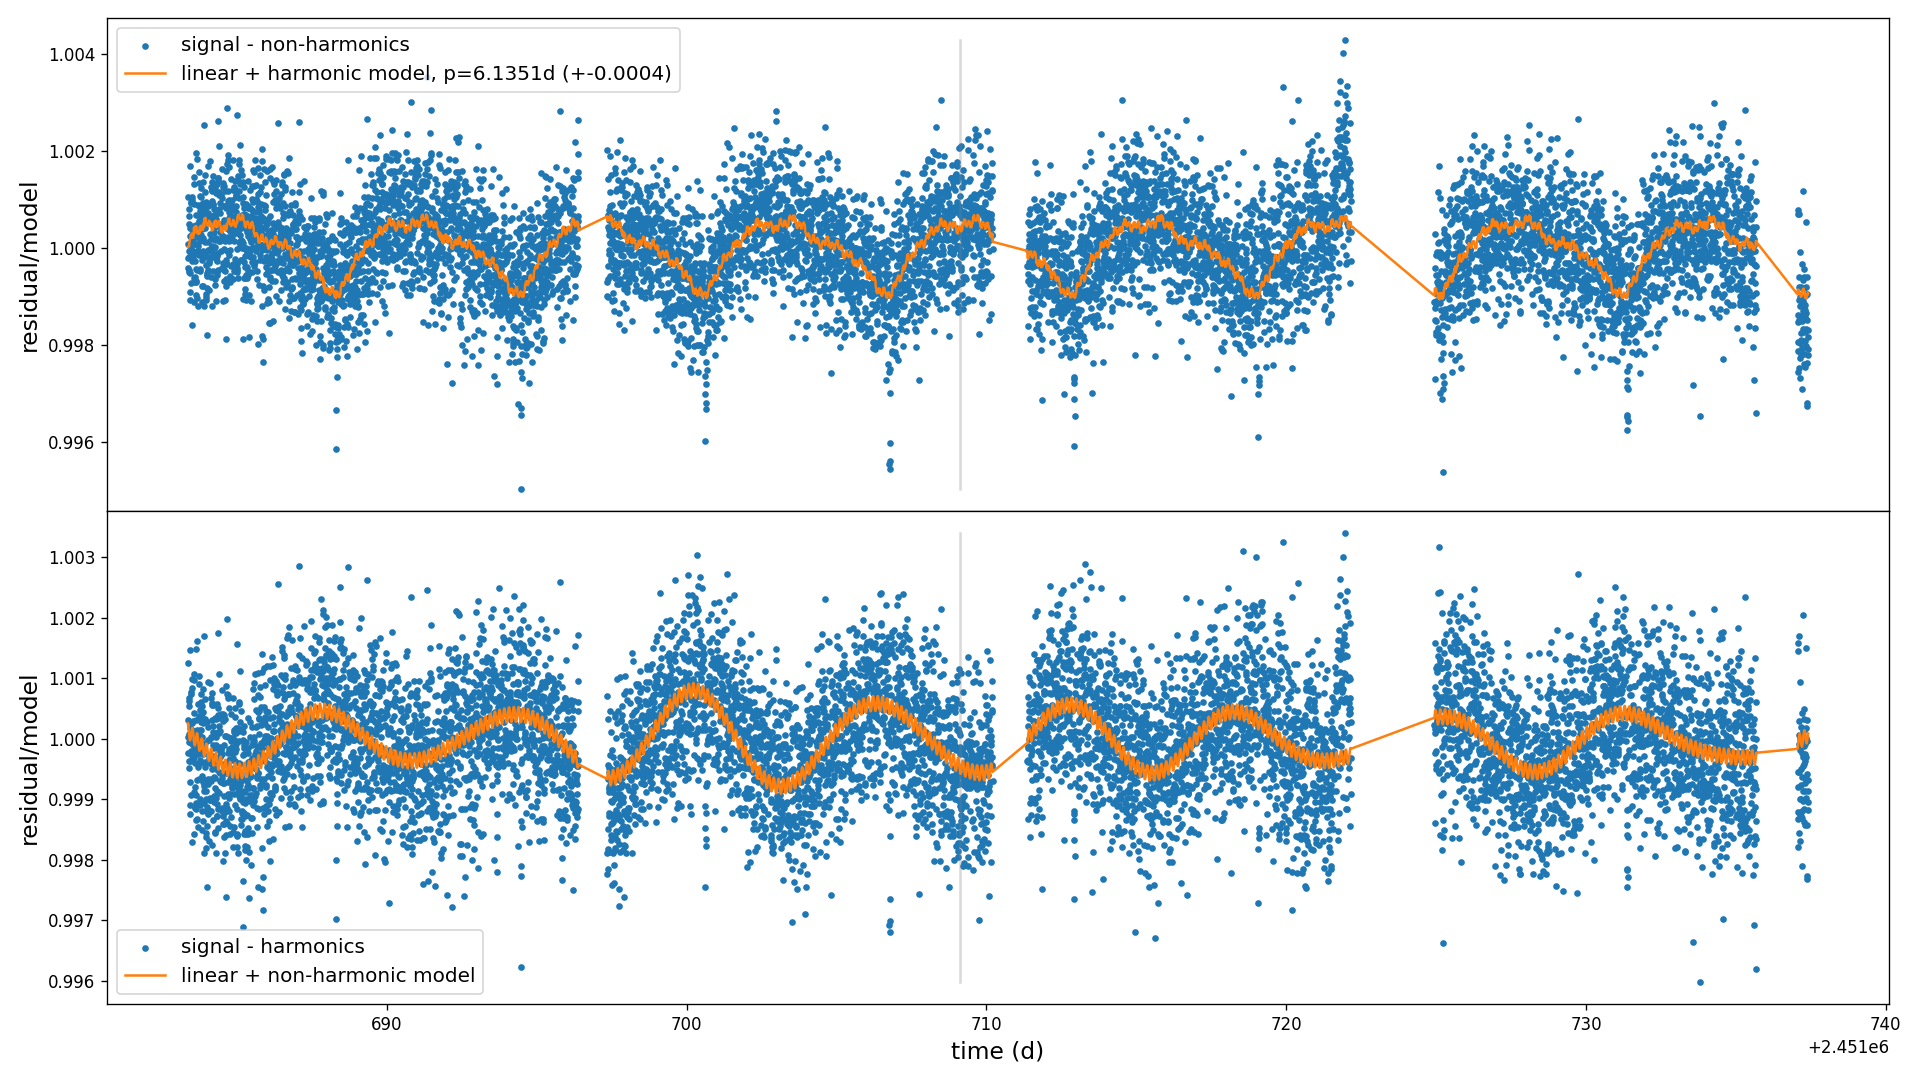 signal - non-harmonics
linear + harmonic model, p=6.1351d (+-0.0004)
1.004
1.002
1.000
0.998
0.996
residual/model
1.003
1.002
1.001
1.000
0.999
0.998
0.997
0.996
residual/model
signal - harmonics
linear + non-harmonic model
690
700
710
720
730
740
time (d)
+2.451e6